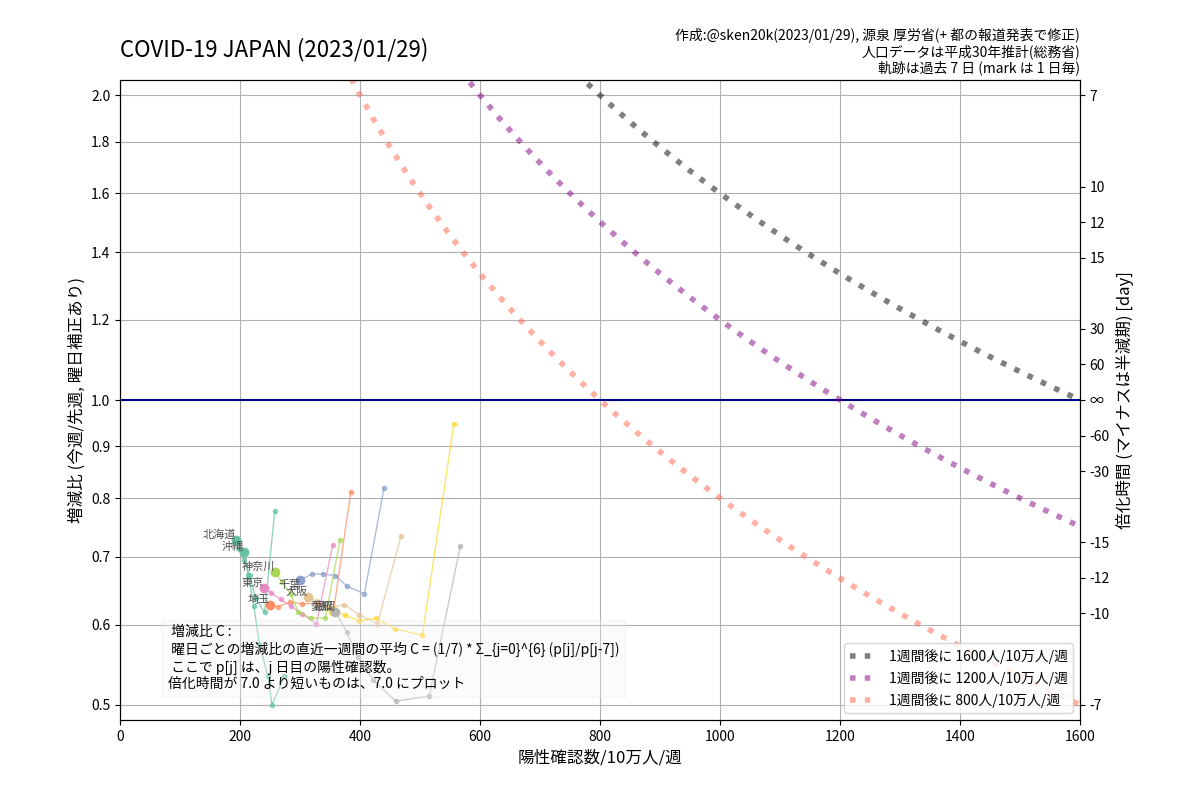 COVID-19 JAPAN (2023/01/29)
作成:@sken20k(2023/01/29), 源泉 厚労省(+ 都の報道発表で修正)
人口データは平成30年推計(総務省)
軌跡は過去 7 日 (mark は 1 日毎)
増減比 (今週/先週, 曜日補正あり)
2.0
1.8
1.6
1.4
1.2
1.0
0.9
0.8
0.7
0.6
0.5
7
10
12
15
30
60
∞
-60
-30
-15
-12
-10
-7
倍化時間 (マイナスは半減期) [day]
北海道
沖縄
神奈川
東京
千葉
大阪
埼玉
増減比 C :
曜日ごとの増減比の直近一週間の平均 C = (1/7) * Σ_{j=0}^{6} (p[j]/p[j-7])
ここで p[j] は、j 日目の陽性確認数。
倍化時間が 7.0 より短いものは、7.0 にプロット
1週間後に 1600人/10万人/週
1週間後に 1200人/10万人/週
1週間後に 800人/10万人/週
0
200
400
600
800
1000
1200
1400
1600
陽性確認数/10万人/週